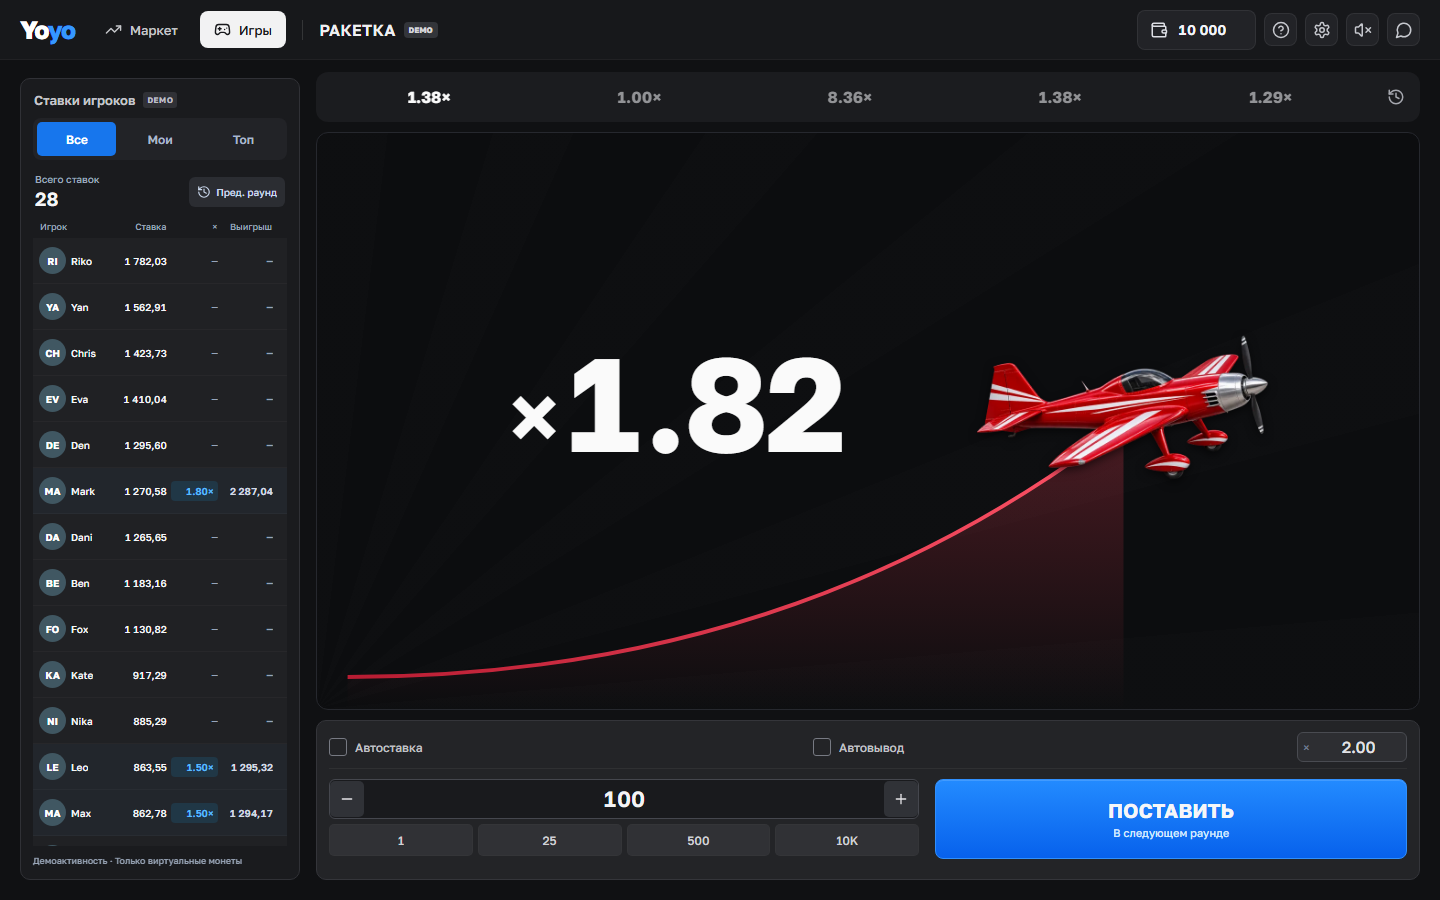 Yoyo
Маркет
Игры
РАКЕТКА DEMO
10 000
Ставки игроков DEMO
Все Мои Топ
Всего ставок
28
Пред. раунд
Игрок Ставка × Выигрыш
RI Riko 1 782,03 – –
YA Yan 1 562,91 – –
CH Chris 1 423,73 – –
EV Eva 1 410,04 – –
DE Den 1 295,60 – –
MA Mark 1 270,58 1.80× 2 287,04
DA Dani 1 265,65 – –
BE Ben 1 183,16 – –
FO Fox 1 130,82 – –
KA Kate 917,29 – –
NI Nika 885,29 – –
LE Leo 863,55 1.50× 1 295,32
MA Max 862,78 1.50× 1 294,17
Демоактивность · Только виртуальные монеты
1.38× 1.00× 8.36× 1.38× 1.29×
×1.82
Автоставка
Автовывод
× 2.00
− 100 +
1 25 500 10K
ПОСТАВИТЬ
В следующем раунде